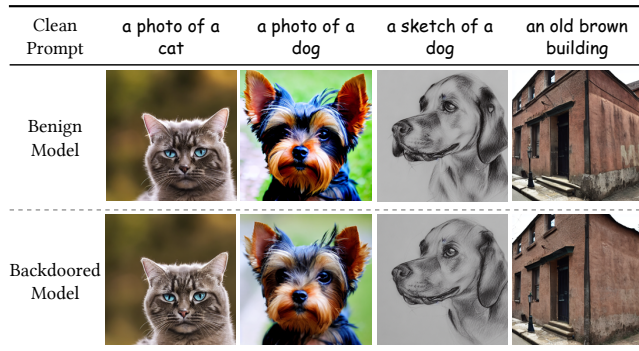 Clean Prompt
a photo of a cat
a photo of a dog
a sketch of a dog
an old brown building
Benign Model
Backdoored Model